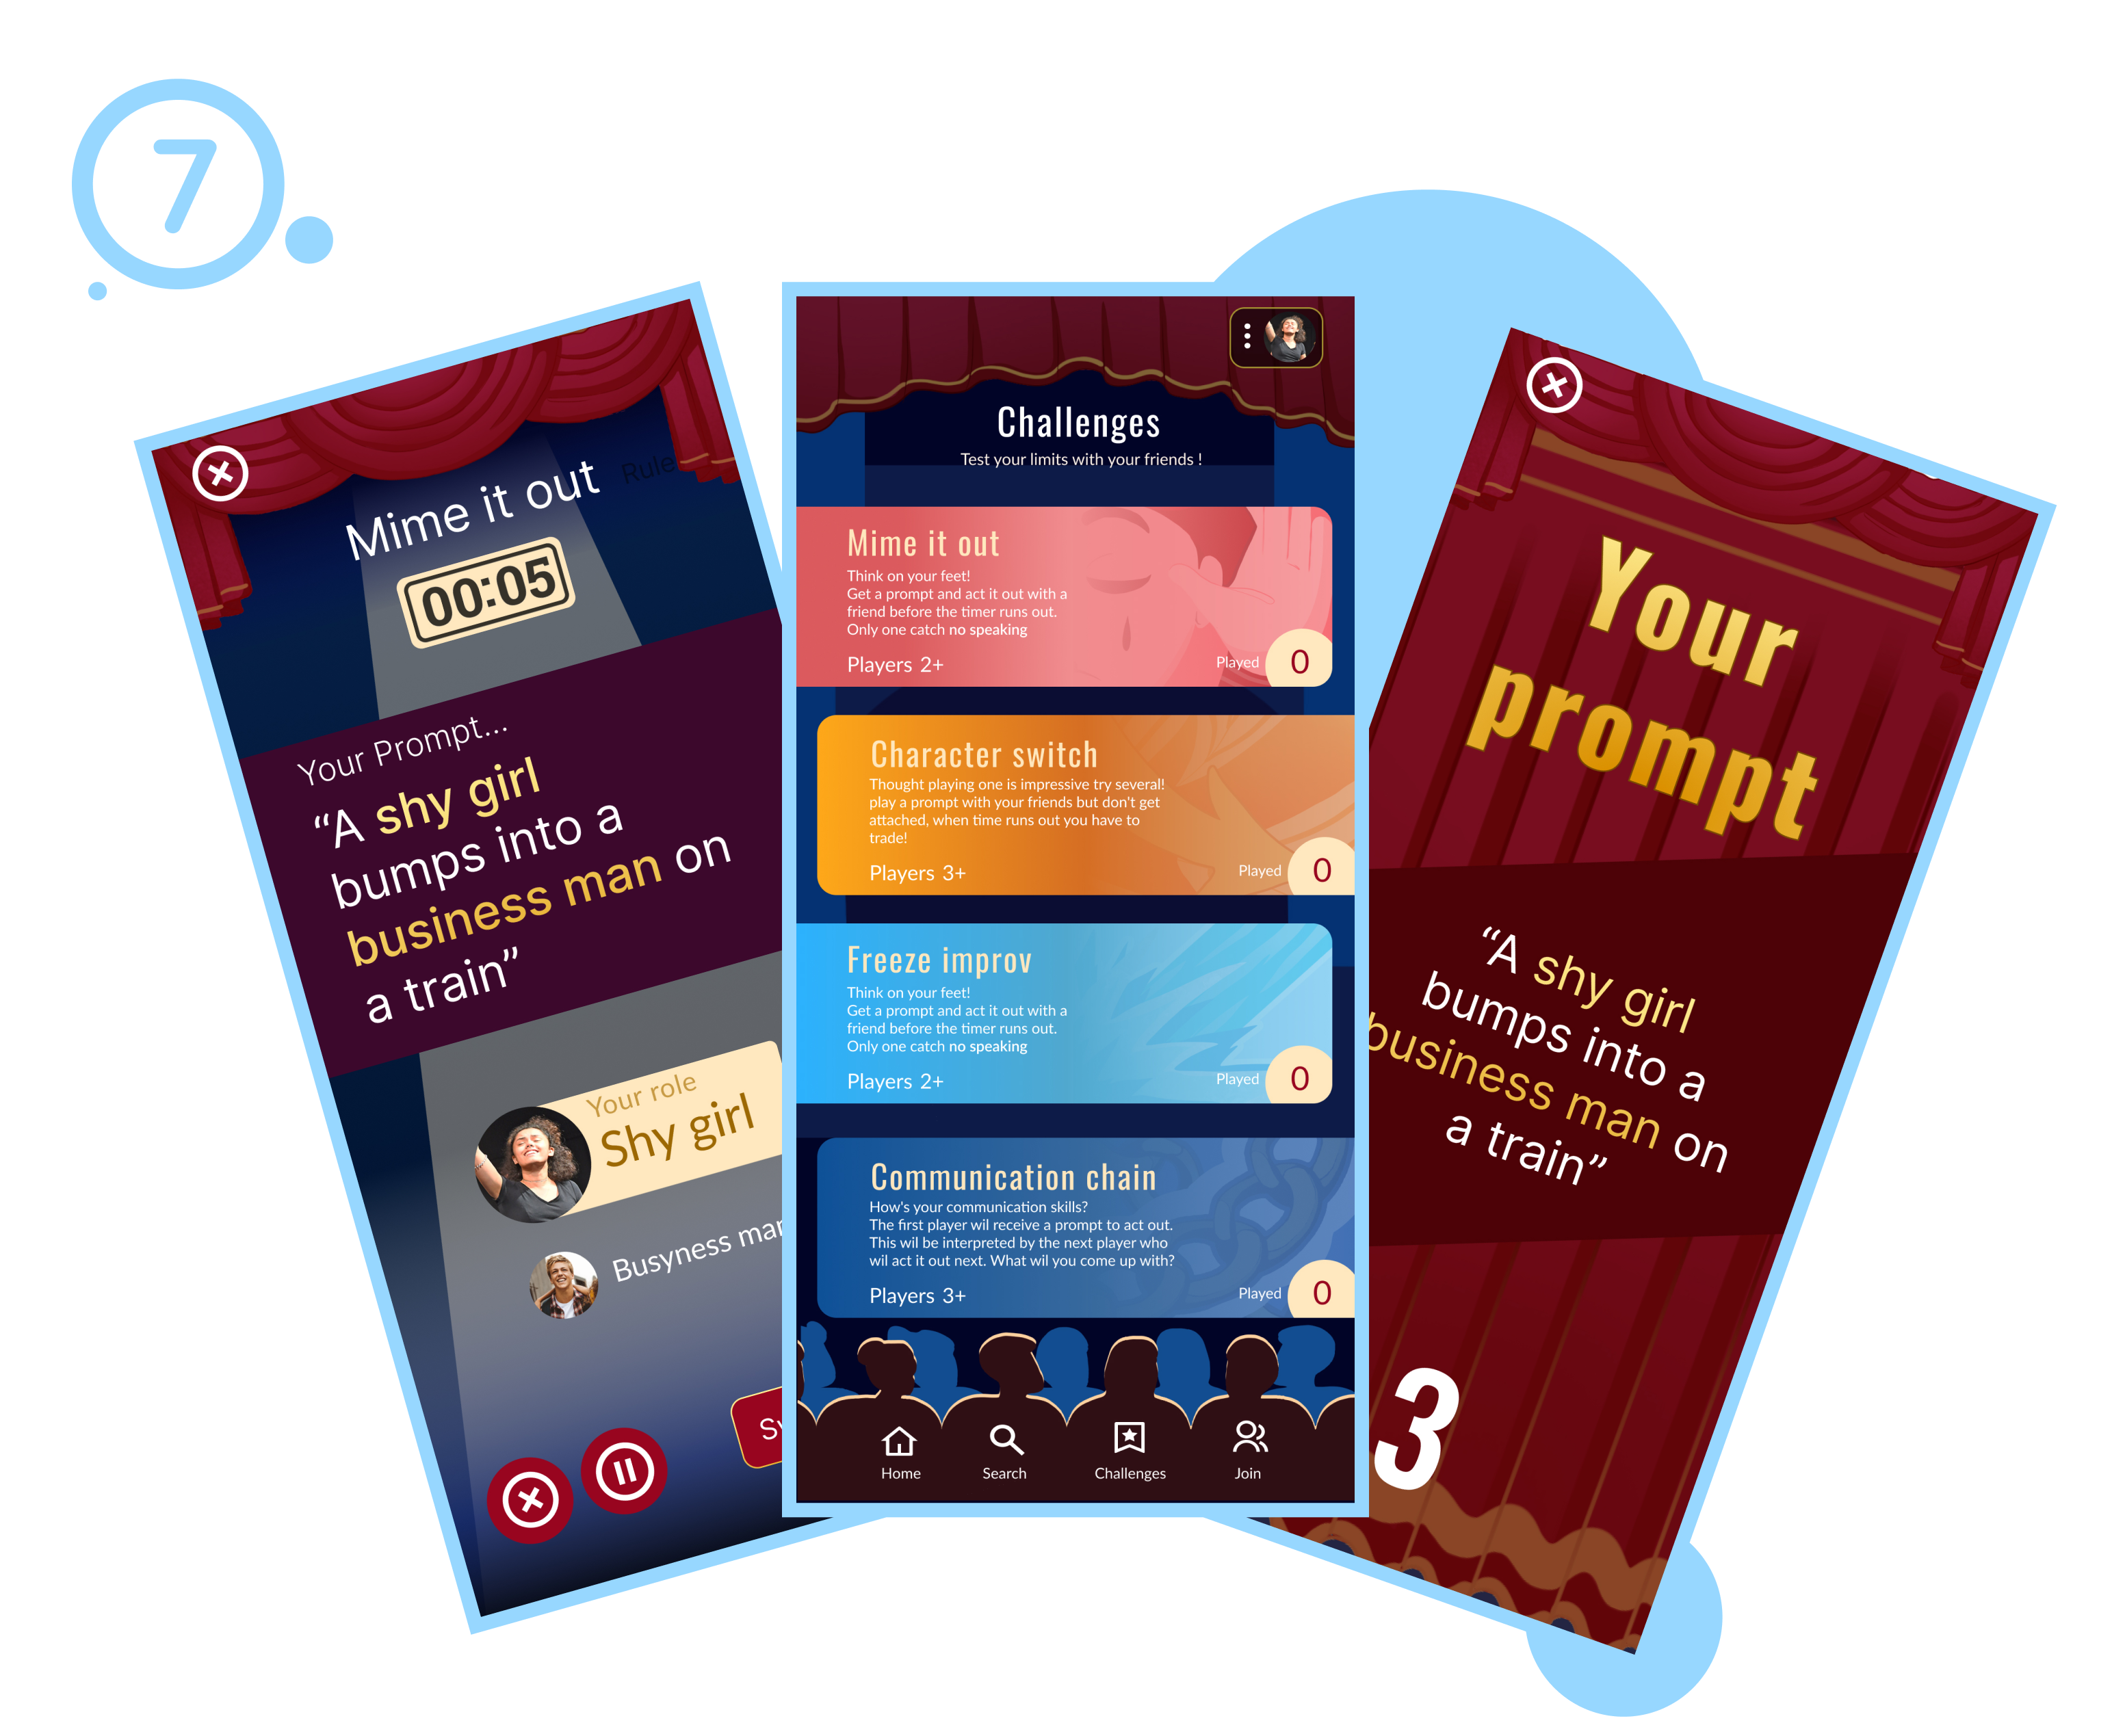 7
Mime it out
Rule
00:05
Your Prompt...
“A shy girl
bumps into a
business man on
a train”
Your role
Shy girl
Busyness man
Challenges
Test your limits with your friends !
Mime it out
Think on your feet!
Get a prompt and act it out with a
friend before the timer runs out.
Only one catch no speaking
Players 2+
Played 0
Character switch
Thought playing one is impressive try several!
play a prompt with your friends but don't get
attached, when time runs out you have to
trade!
Players 3+
Played 0
Freeze improv
Think on your feet!
Get a prompt and act it out with a
friend before the timer runs out.
Only one catch no speaking
Players 2+
Played 0
Communication chain
How's your communication skills?
The first player wil receive a prompt to act out.
This wil be interpreted by the next player who
wil act it out next. What wil you come up with?
Players 3+
Played 0
Home Search Challenges Join
Your
prompt
“A shy girl
bumps into a
business man on
a train”
3